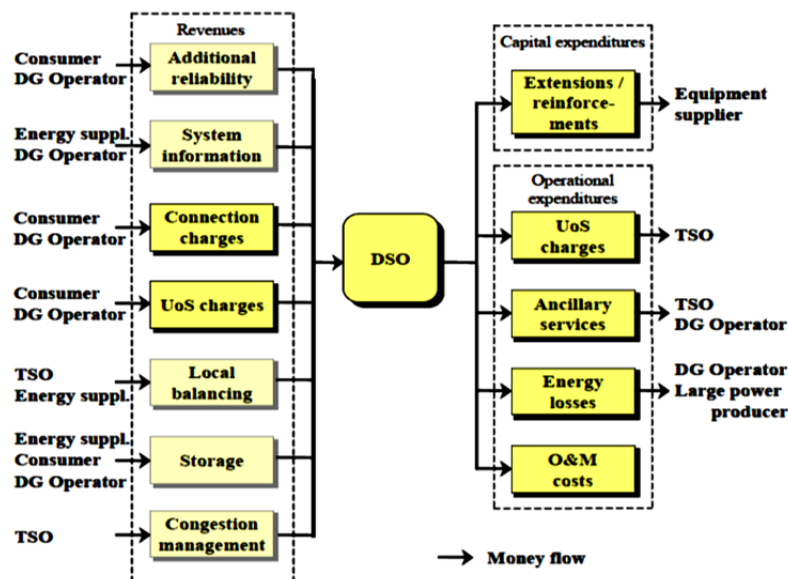 Revenues
Consumer
DG Operator
Additional
reliability
Energy suppl.
DG Operator
System
information
Consumer
DG Operator
Connection
charges
Consumer
DG Operator
UoS charges
TSO
Energy suppl.
Local
balancing
Energy suppl.
Consumer
DG Operator
Storage
TSO
Congestion
management
DSO
Capital expenditures
Extensions /
reinforce-
ments
Equipment
supplier
Operational
expenditures
UoS
charges
TSO
Ancillary
services
TSO
DG Operator
Energy
losses
DG Operator
Large power
producer
O&M
costs
Money flow